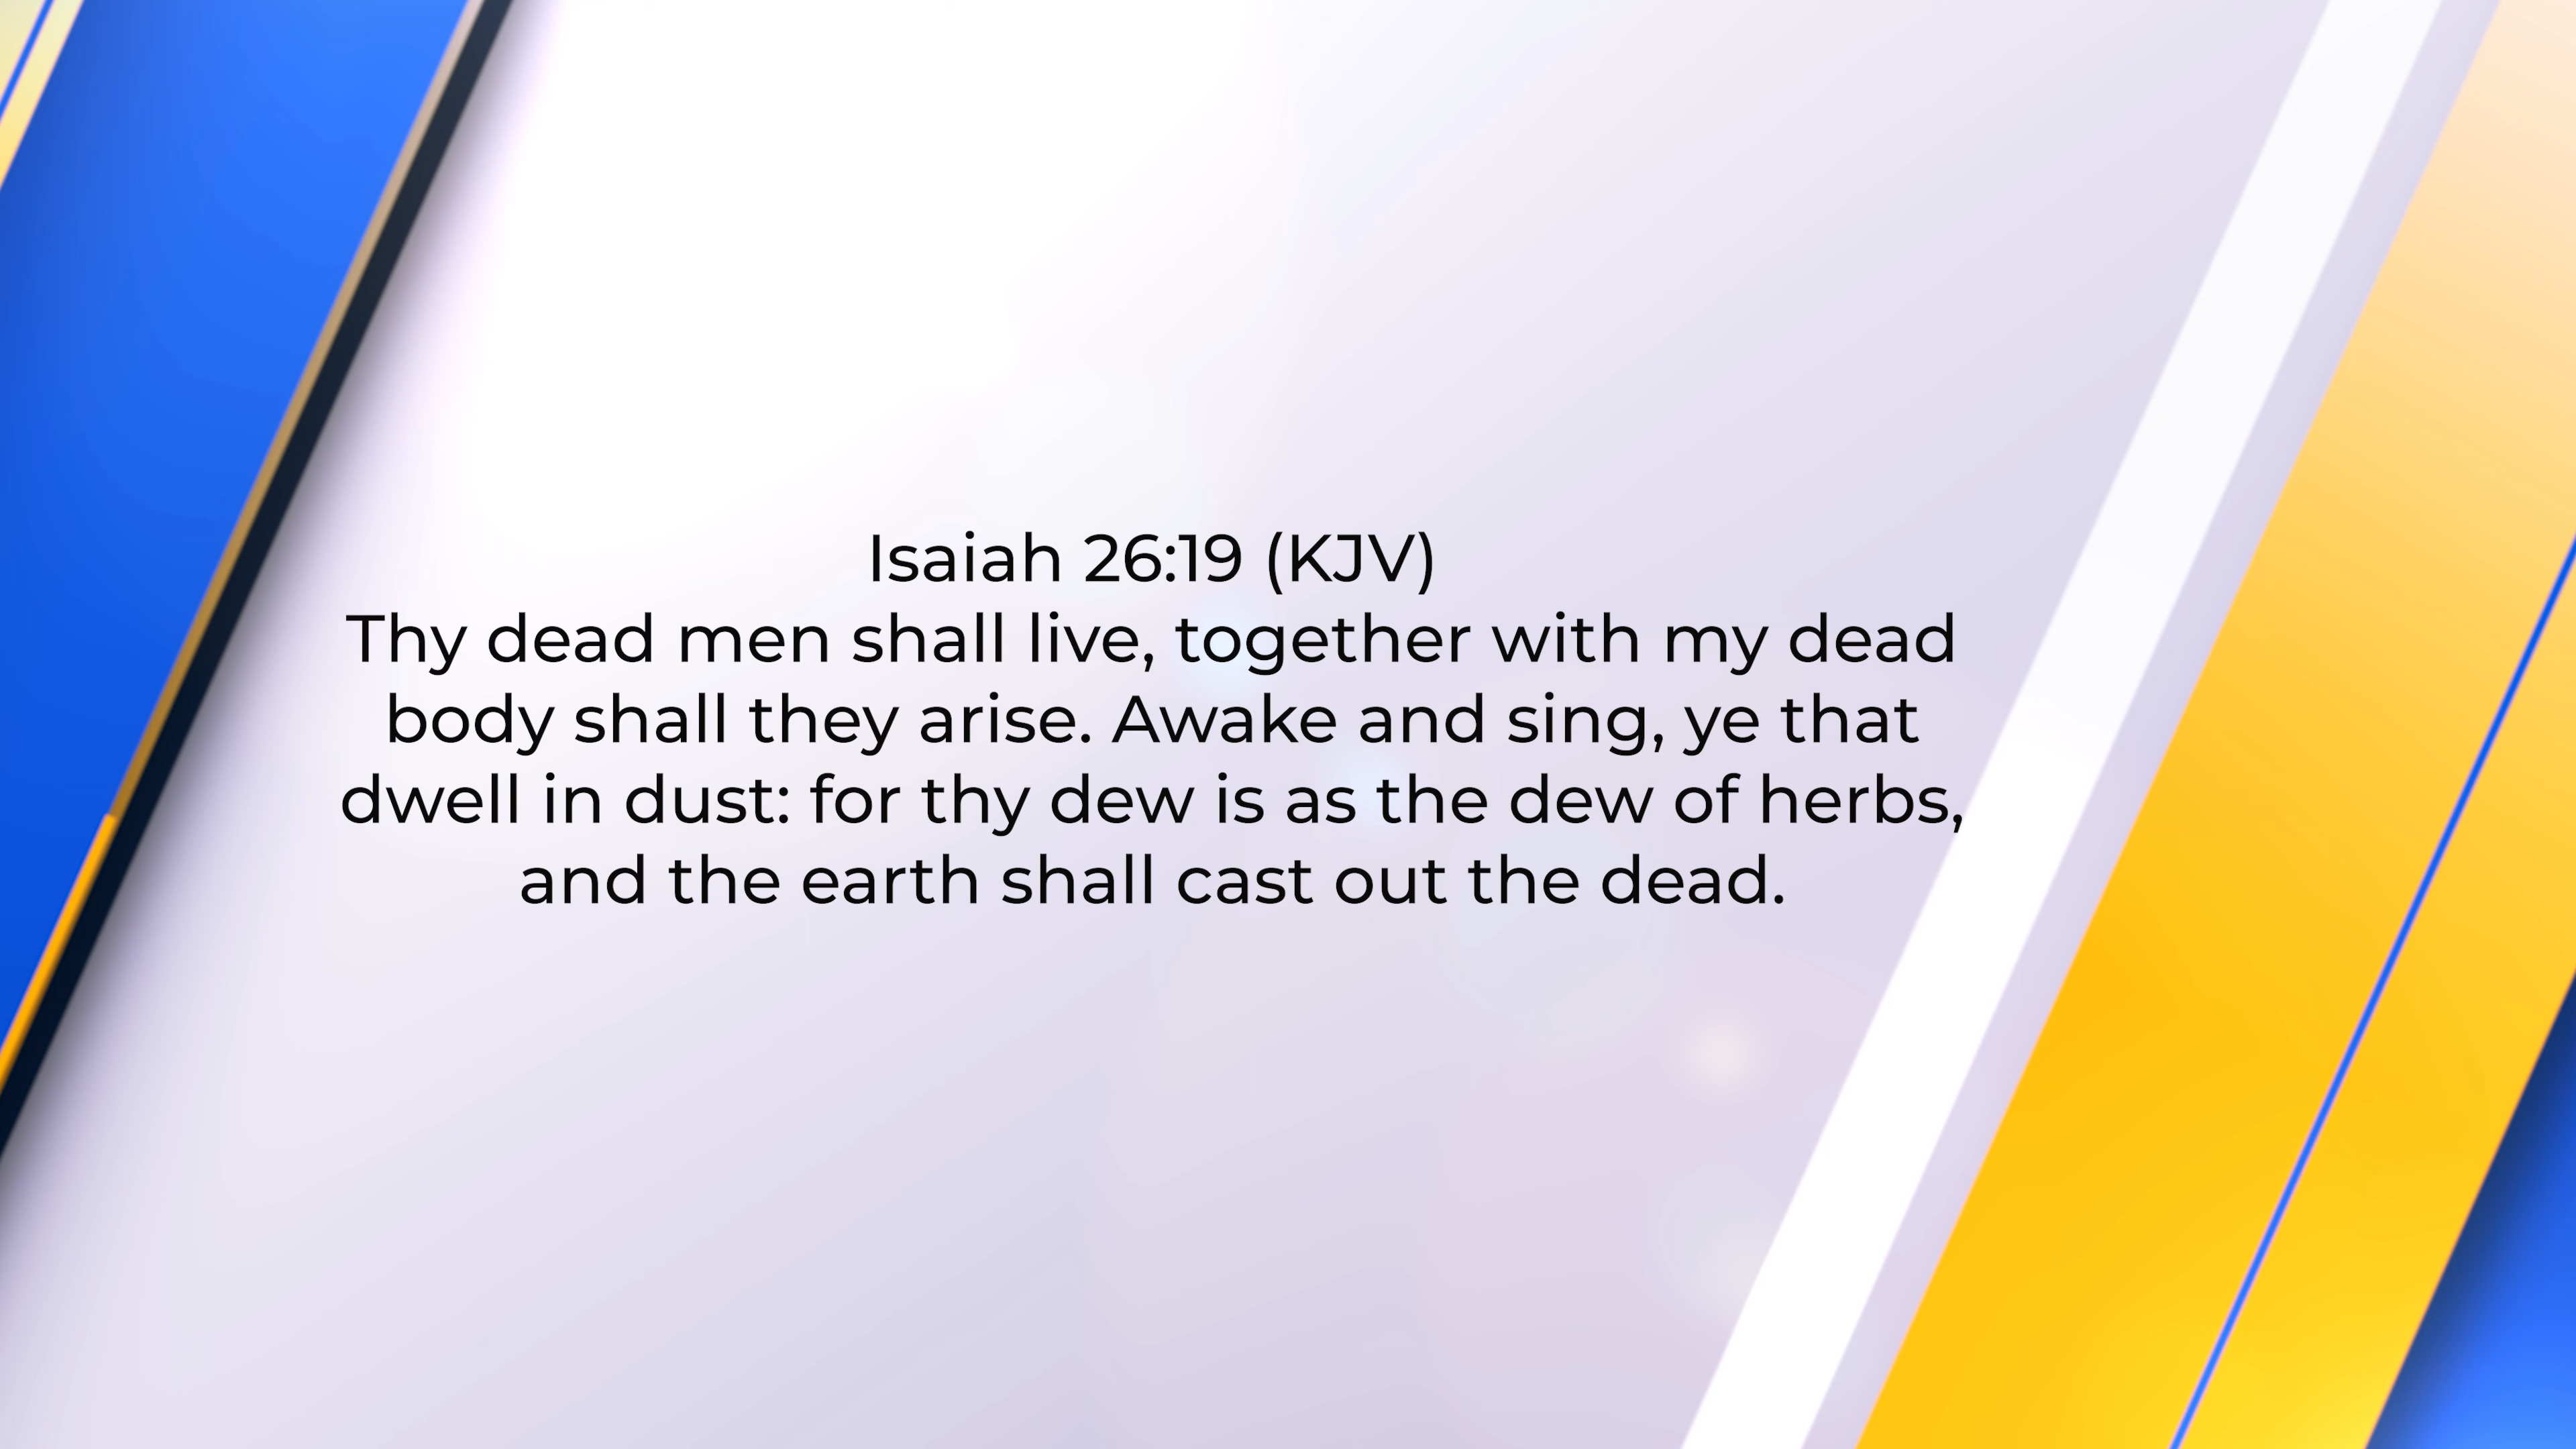 Isaiah 26:19 (KJV)
Thy dead men shall live, together with my dead
body shall they arise. Awake and sing, ye that
dwell in dust: for thy dew is as the dew of herbs,
and the earth shall cast out the dead.